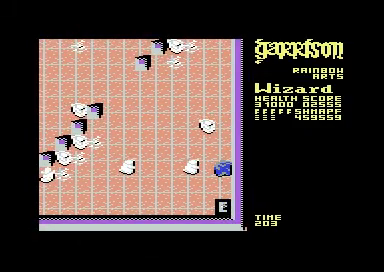 garrison
RAINBOW
ARTS
Wizard
HEALTH SCORE
E
TIME
203